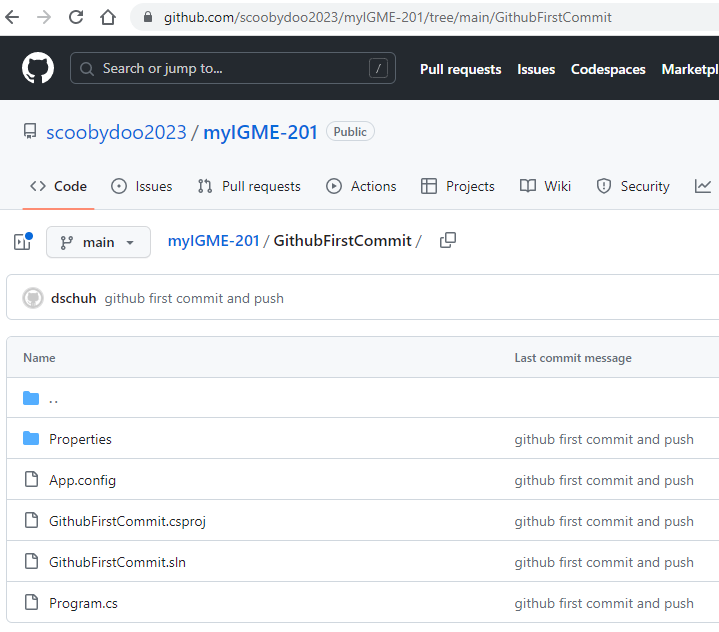 github.com/scoobydoo2023/myIGME-201/tree/main/GithubFirstCommit
Search or jump to... / Pull requests Issues Codespaces Marketpl
scoobydoo2023 / myIGME-201 Public
Code Issues Pull requests Actions Projects Wiki Security
main myIGME-201 / GithubFirstCommit /
dschuh github first commit and push
Name Last commit message
..
Properties github first commit and push
App.config github first commit and push
GithubFirstCommit.csproj github first commit and push
GithubFirstCommit.sln github first commit and push
Program.cs github first commit and push